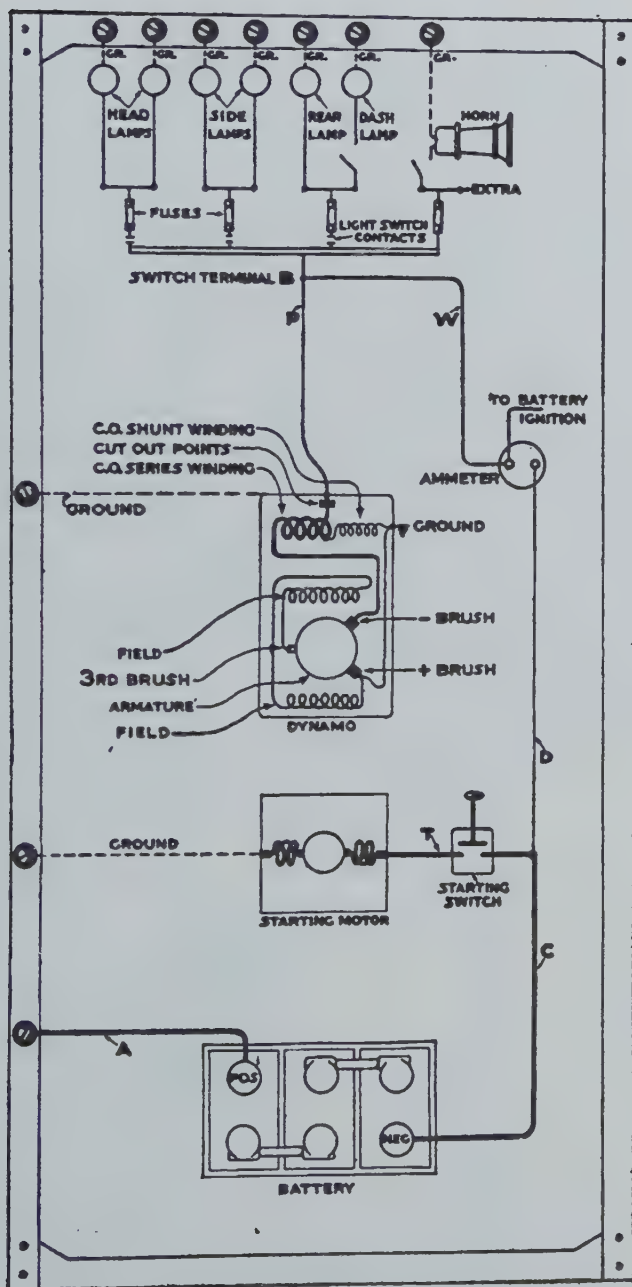 GR. GR. GR. GR. GR. GR. GR.
HEAD LAMPS
SIDE LAMPS
REAR LAMP
DASH LAMP
HORN
EXTRA
FUSES
LIGHT SWITCH CONTACTS
SWITCH TERMINAL B
P
W
TO BATTERY IGNITION
C.O. SHUNT WINDING
CUT OUT POINTS
C.O. SERIES WINDING
AMMETER
GROUND
GROUND
FIELD
- BRUSH
3RD BRUSH
+ BRUSH
ARMATURE
FIELD
DYNAMO
D
GROUND
T
STARTING SWITCH
STARTING MOTOR
C
A
POS
NEG
BATTERY